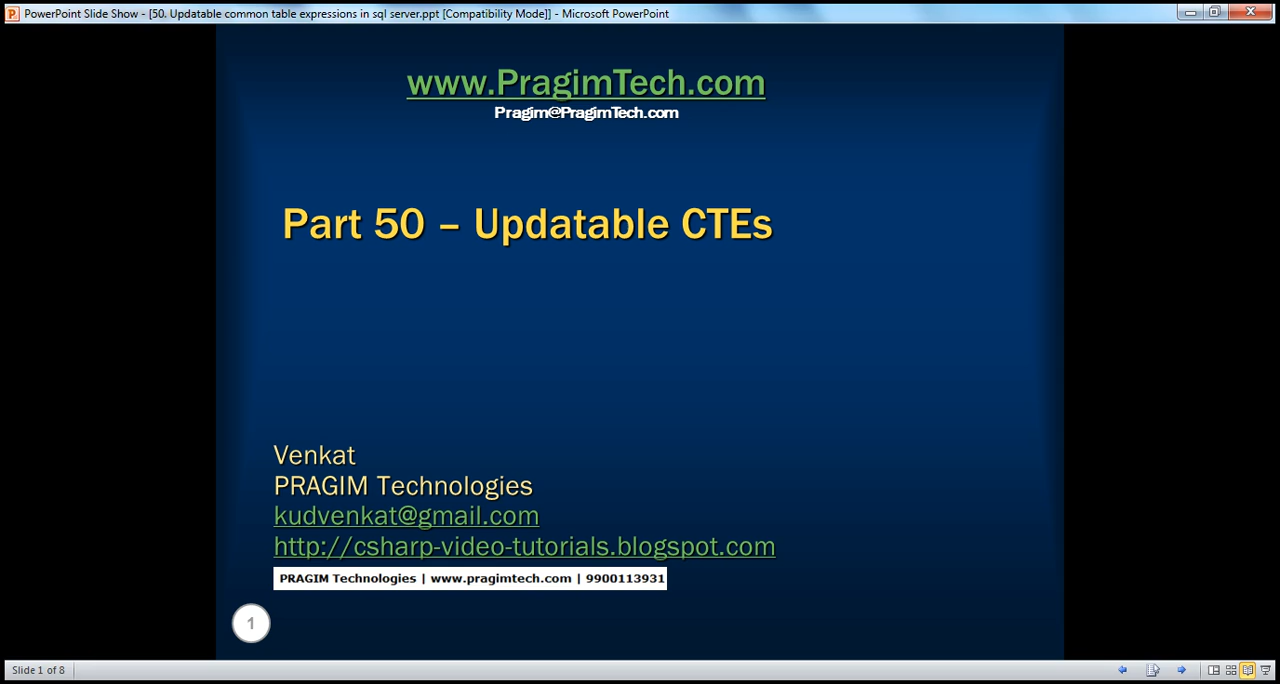 PowerPoint Slide Show - [50. Updatable common table expressions in sql server.ppt [Compatibility Mode]] - Microsoft PowerPoint
www.PragimTech.com
Pragim@PragimTech.com
Part 50 – Updatable CTEs
Venkat
PRAGIM Technologies
kudvenkat@gmail.com
http://csharp-video-tutorials.blogspot.com
PRAGIM Technologies | www.pragimtech.com | 9900113931
1
Slide 1 of 8